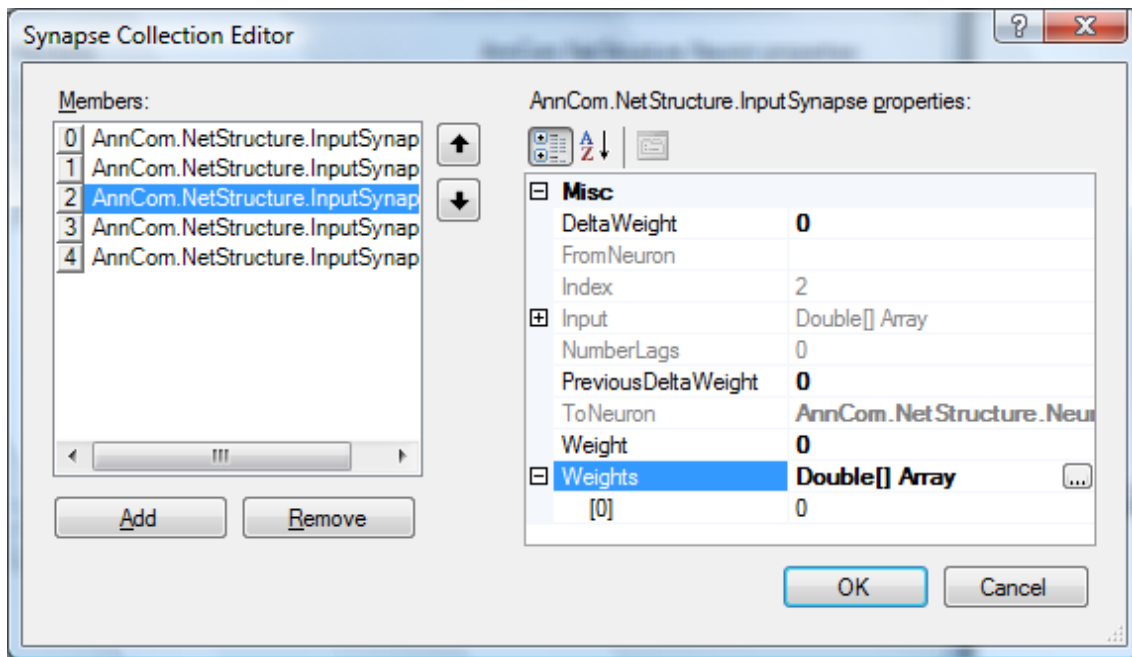 Synapse Collection Editor
?
X
Members:
0 AnnCom.NetStructure.InputSynap
1 AnnCom.NetStructure.InputSynap
2 AnnCom.NetStructure.InputSynap
3 AnnCom.NetStructure.InputSynap
4 AnnCom.NetStructure.InputSynap
Add Remove
AnnCom.NetStructure.InputSynapse properties:
A
Z
Misc
DeltaWeight 0
FromNeuron
Index 2
Input Double[] Array
NumberLags 0
PreviousDeltaWeight 0
ToNeuron AnnCom.NetStructure.Neur
Weight 0
Weights Double[] Array ...
[0] 0
OK Cancel